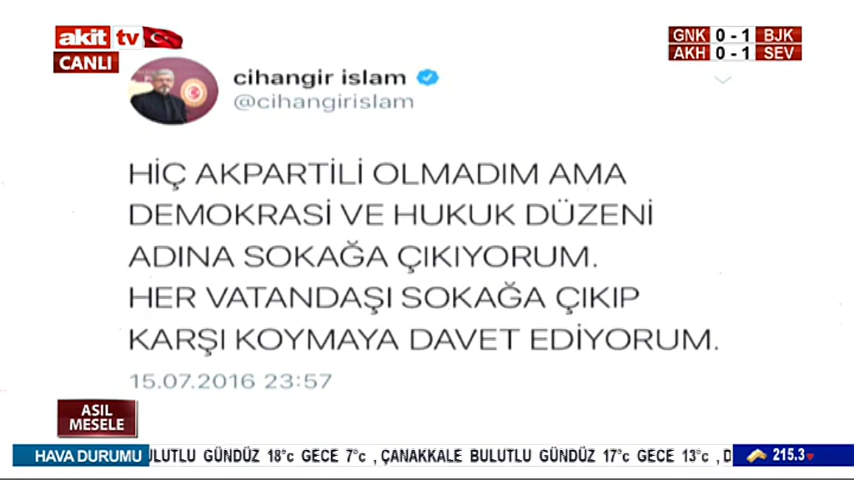 akit tv
CANLI
GNK 0 - 1 BJK
AKH 0 - 1 SEV
cihangir islam
@cihangirislam
HİÇ AKPARTİLİ OLMADIM AMA
DEMOKRASİ VE HUKUK DÜZENİ
ADINA SOKAĞA ÇIKIYORUM.
HER VATANDAŞI SOKAĞA ÇIKIP
KARŞI KOYMAYA DAVET EDİYORUM.
15.07.2016 23:57
ASIL
MESELE
HAVA DURUMU BULUTLU GÜNDÜZ 18°c GECE 7°c , ÇANAKKALE BULUTLU GÜNDÜZ 17°c GECE 13°c , D 215.3